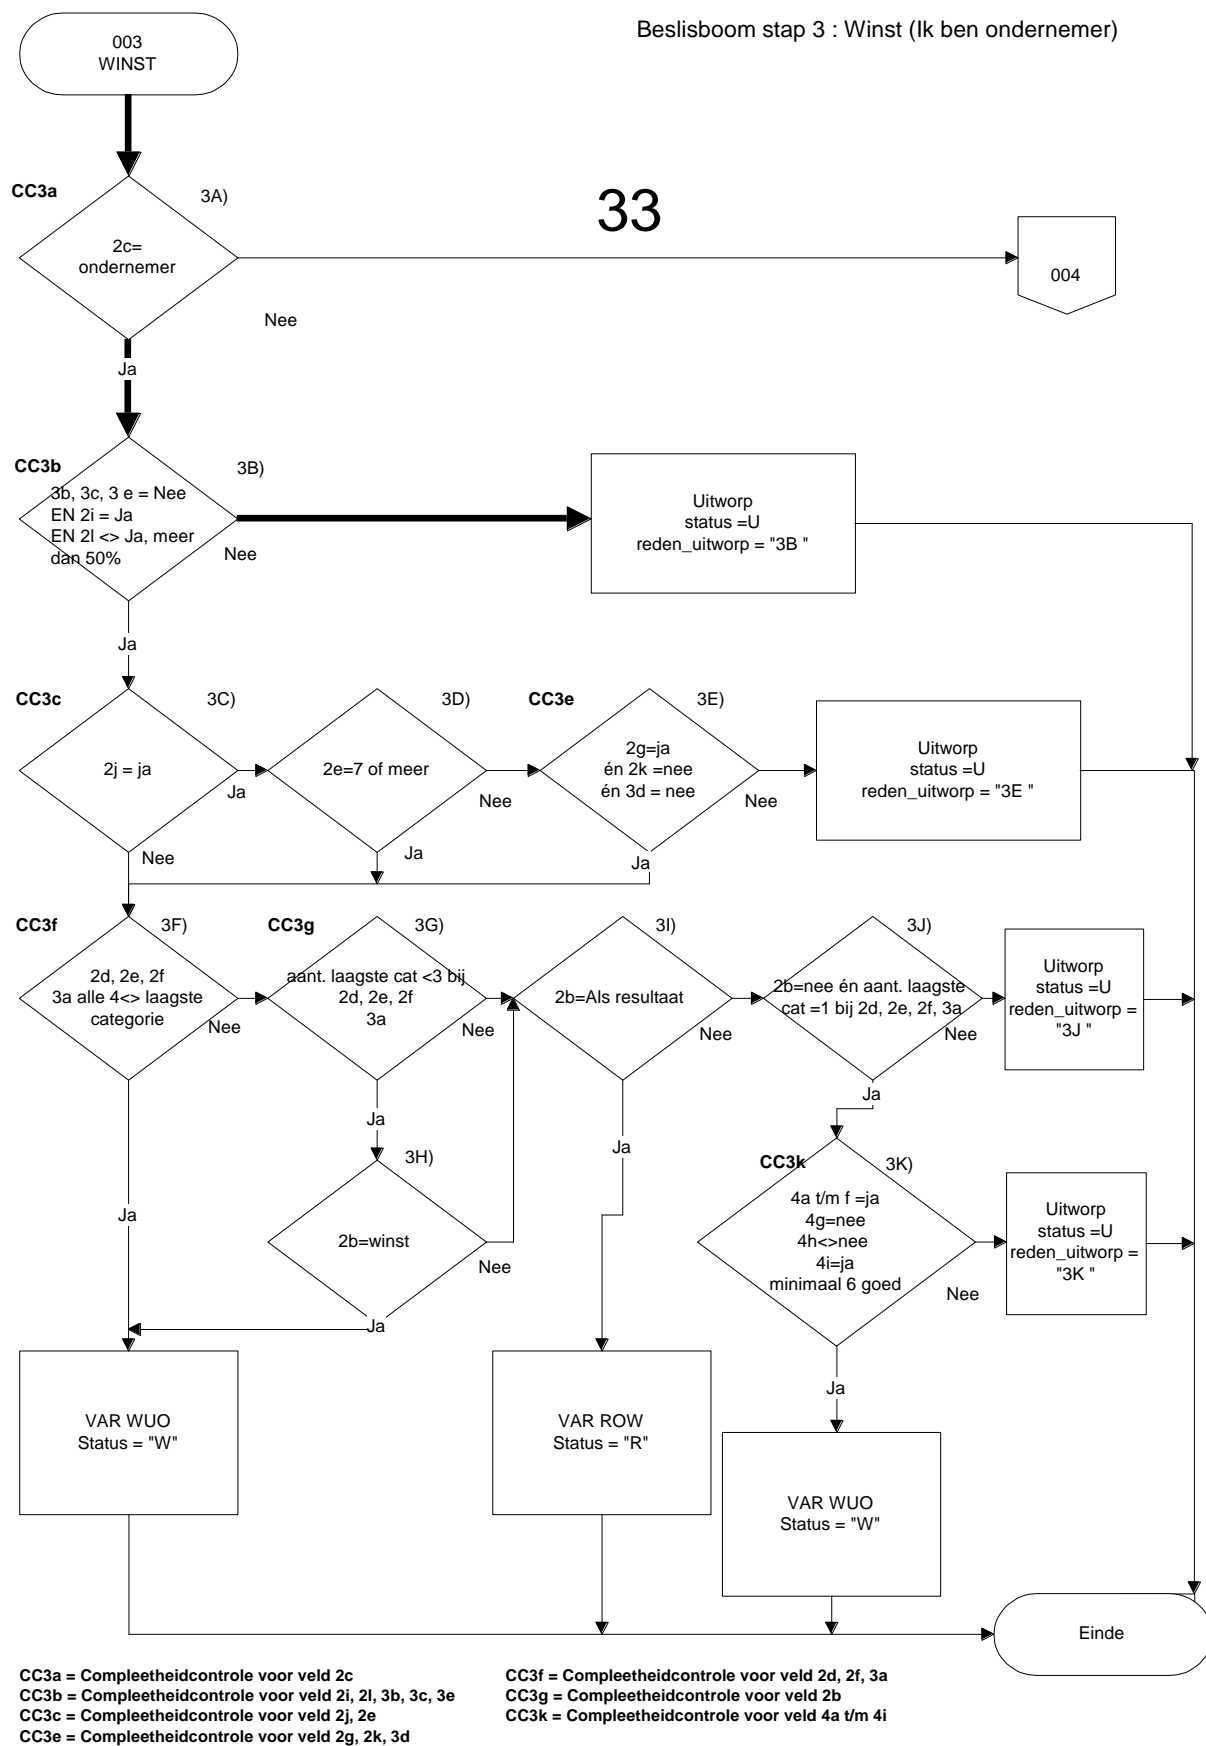 Beslisboom stap 3 : Winst (Ik ben ondernemer)
003
WINST
CC3a
3A)
2c=
ondernemer
33
004
Nee
Ja
CC3b
3B)
3b, 3c, 3 e = Nee
EN 2i = Ja
EN 2l <> Ja, meer
dan 50%
Nee
Uitworp
status =U
reden_uitworp = "3B "
Ja
CC3c
3C)
2j = ja
Ja
Nee
3D)
2e=7 of meer
Nee
Ja
CC3e
3E)
2g=ja
én 2k =nee
én 3d = nee
Nee
Ja
Uitworp
status =U
reden_uitworp = "3E "
CC3f
3F)
2d, 2e, 2f
3a alle 4<> laagste
categorie
Nee
Ja
CC3g
3G)
aant. laagste cat <3 bij
2d, 2e, 2f
3a
Nee
Ja
3I)
2b=Als resultaat
Nee
Ja
3J)
2b=nee én aant. laagste
cat =1 bij 2d, 2e, 2f, 3a
Nee
Ja
Uitworp
status =U
reden_uitworp =
"3J "
3H)
2b=winst
Nee
Ja
CC3k
3K)
4a t/m f =ja
4g=nee
4h<>nee
4i=ja
minimaal 6 goed
Nee
Ja
Uitworp
status =U
reden_uitworp =
"3K "
VAR WUO
Status = "W"
VAR ROW
Status = "R"
VAR WUO
Status = "W"
Einde
CC3a = Compleetheidcontrole voor veld 2c
CC3b = Compleetheidcontrole voor veld 2i, 2l, 3b, 3c, 3e
CC3c = Compleetheidcontrole voor veld 2j, 2e
CC3e = Compleetheidcontrole voor veld 2g, 2k, 3d
CC3f = Compleetheidcontrole voor veld 2d, 2f, 3a
CC3g = Compleetheidcontrole voor veld 2b
CC3k = Compleetheidcontrole voor veld 4a t/m 4i